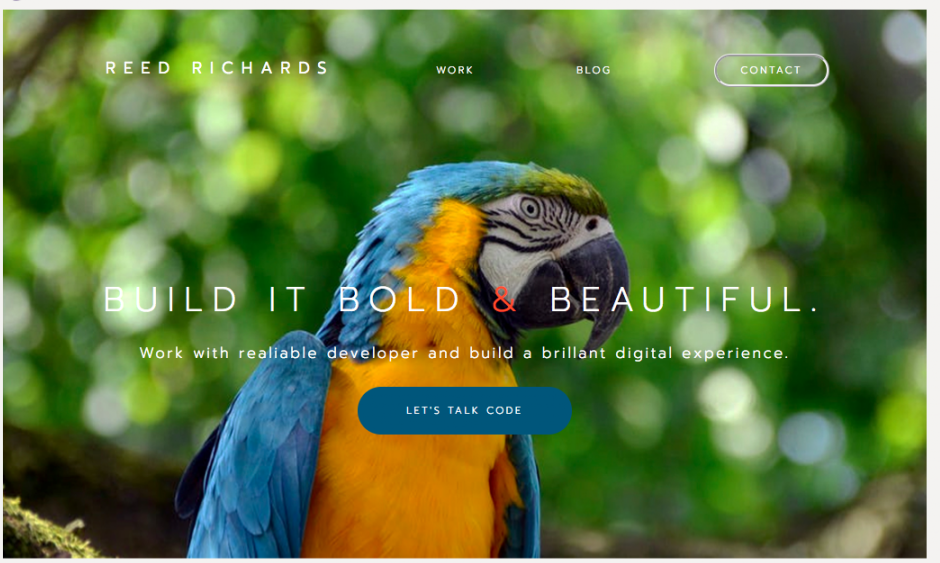 REED RICHARDS
WORK
BLOG
CONTACT
BUILD IT BOLD & BEAUTIFUL.
Work with realiable developer and build a brillant digital experience.
LET'S TALK CODE